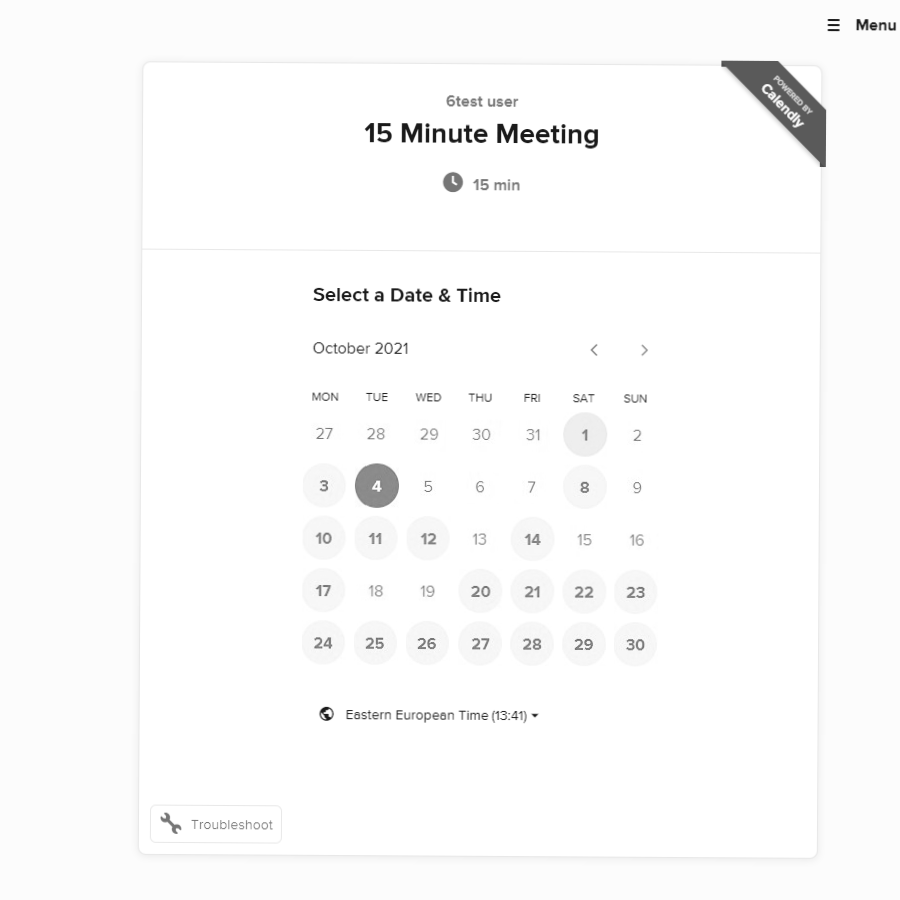 ☰ Menu
POWERED BY
Calendly
6test user
15 Minute Meeting
15 min
Select a Date & Time
October 2021
MON TUE WED THU FRI SAT SUN
27 28 29 30 31 1 2
3 4 5 6 7 8 9
10 11 12 13 14 15 16
17 18 19 20 21 22 23
24 25 26 27 28 29 30
Eastern European Time (13:41)
Troubleshoot